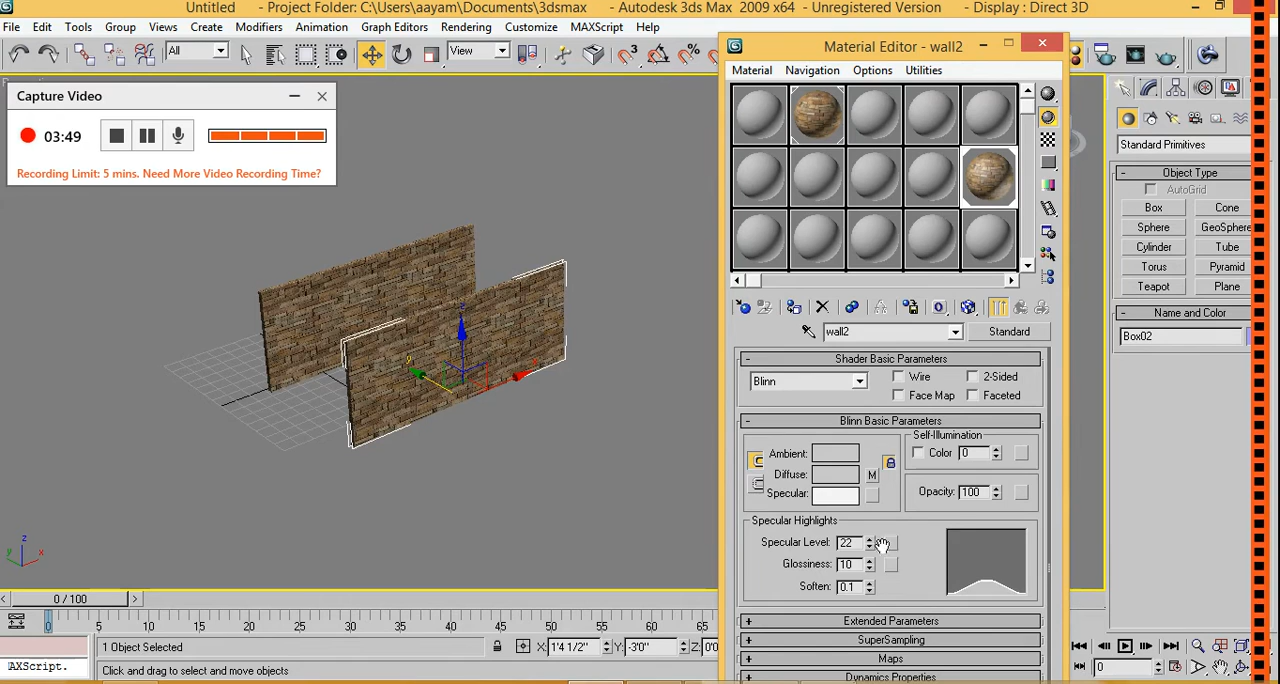 Untitled - Project Folder: C:\Users\aayam\Documents\3dsmax - Autodesk 3ds Max 2009 x64 - Unregistered Version - Display : Direct 3D
File Edit Tools Group Views Create Modifiers Animation Graph Editors Rendering Customize MAXScript Help
All
View
Capture Video
03:49
Recording Limit: 5 mins. Need More Video Recording Time?
Material Editor - wall2
Material Navigation Options Utilities
wall2
Standard
Shader Basic Parameters
Blinn
Wire
2-Sided
Face Map
Faceted
Blinn Basic Parameters
Ambient:
Diffuse:
M
Specular:
Self-Illumination
Color 0
Opacity: 100
Specular Highlights
Specular Level: 22
Glossiness: 10
Soften: 0.1
Extended Parameters
SuperSampling
Maps
Dynamics Properties
Standard Primitives
Object Type
AutoGrid
Box Cone
Sphere GeoSphere
Cylinder Tube
Torus Pyramid
Teapot Plane
Name and Color
Box02
z
y
x
0 / 100
0 5 10 15 20 25 30 35 40 45 50 55 60 65 70
1 Object Selected
X: 1'4 1/2" Y: -3'0" Z: 0'0
AXScript.
Click and drag to select and move objects
0